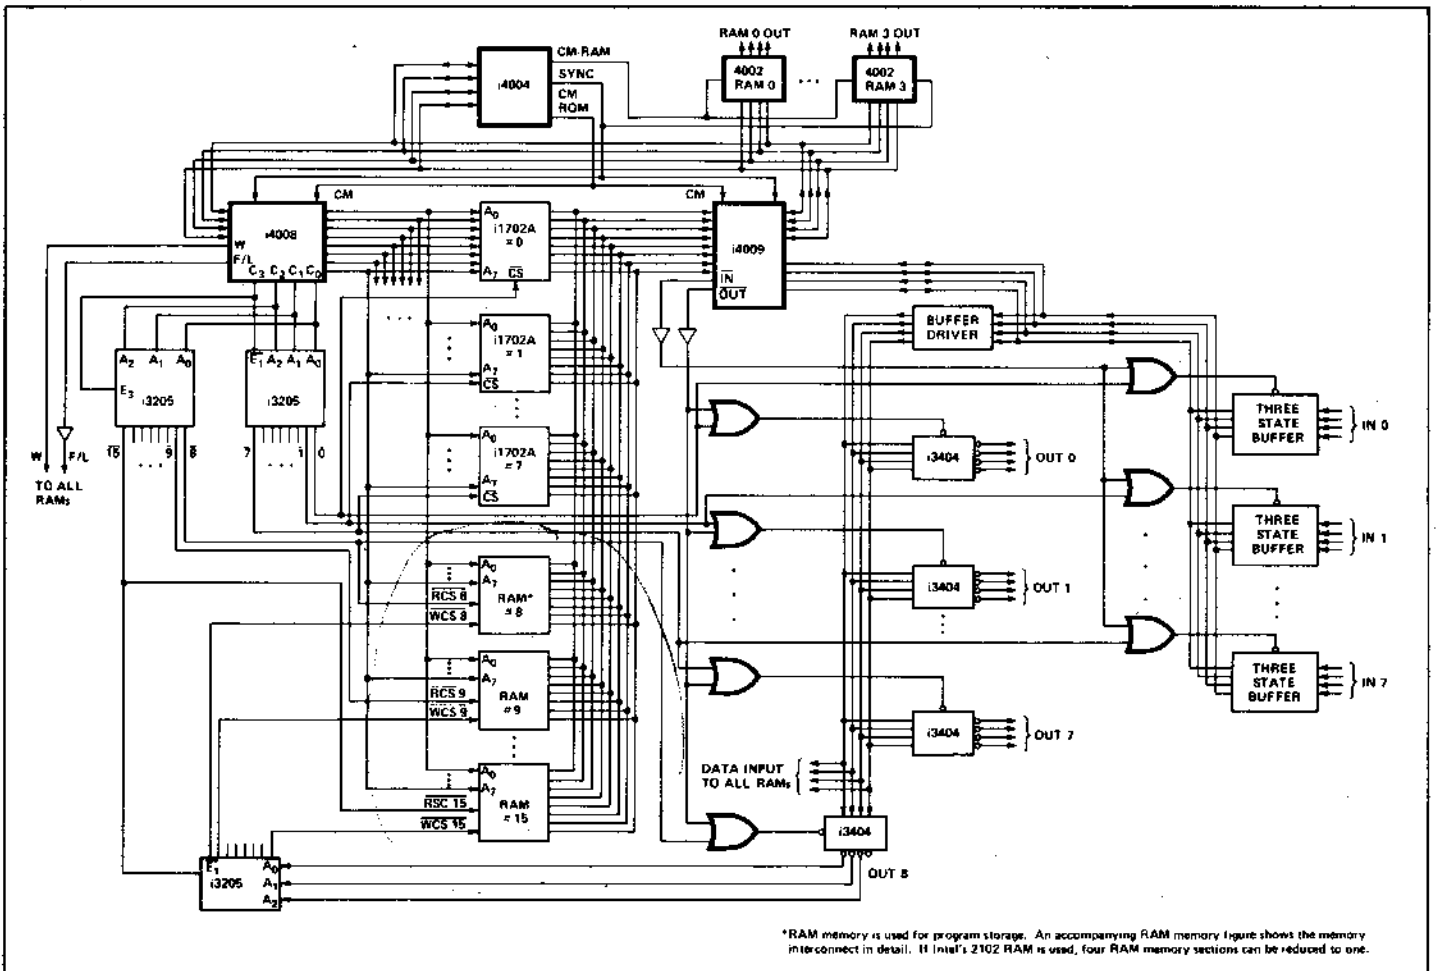 RAM 0 OUT
RAM 3 OUT
CM-RAM
SYNC
CM
ROM
i4004
4002
RAM 0
4002
RAM 3
CM
CM
i4008
W
F/L
C3 C2 C1 C0
A0
i1702A
= 0
A7 CS
i4009
IN
OUT
BUFFER
DRIVER
A2 A1 A0
E3
i3205
E1 A2 A1 A0
i3205
A0
i1702A
= 1
A7
CS
A0
i1702A
= 7
A7
CS
15 9 8
7 1 0
W F/L
TO ALL
RAMs
THREE
STATE
BUFFER
IN 0
i3404
OUT 0
THREE
STATE
BUFFER
IN 1
i3404
OUT 1
A0
A7
RCS 8
WCS 8
RAM*
= 8
A0
A7
RCS 9
WCS 9
RAM
= 9
THREE
STATE
BUFFER
IN 7
i3404
OUT 7
A0
A7
RSC 15
WCS 15
RAM
= 15
DATA INPUT
TO ALL RAMs
i3404
OUT 8
E1 A0
i3205 A1
A2
*RAM memory is used for program storage. An accompanying RAM memory figure shows the memory
interconnect in detail. If Intel's 2102 RAM is used, four RAM memory sections can be reduced to one.